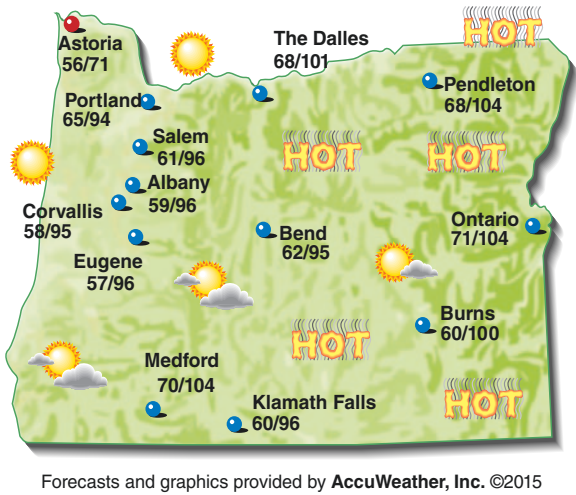 HOT
Astoria
56/71
The Dalles
68/101
Pendleton
68/104
Portland
65/94
Salem
61/96
HOT
HOT
Albany
59/96
Corvallis
58/95
Ontario
71/104
Bend
62/95
Eugene
57/96
Burns
60/100
HOT
Medford
70/104
Klamath Falls
60/96
HOT
Forecasts and graphics provided by AccuWeather, Inc. ©2015